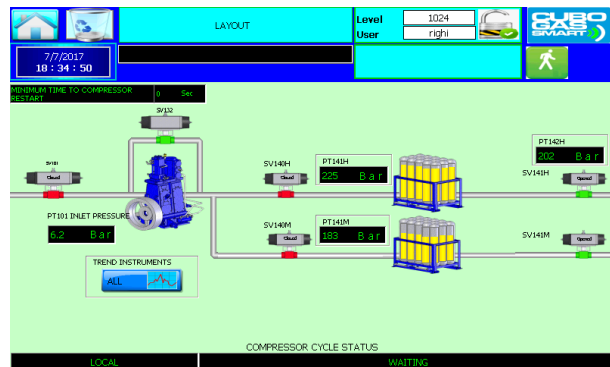 LAYOUT
Level 1024
User righi
CUBO
GAS
SMART
7/7/2017
18 : 34 : 50
MINIMUM TIME TO COMPRESSOR
RESTART
0 Sec
SV132
SV101
Closed
SV140H
Closed
PT141H
225 Bar
PT142H
202 Bar
SV141H
Opened
PT101 INLET PRESSURE
6.2 Bar
SV140M
Closed
PT141M
183 Bar
SV141M
Opened
TREND INSTRUMENTS
ALL
COMPRESSOR CYCLE STATUS
LOCAL
WAITING